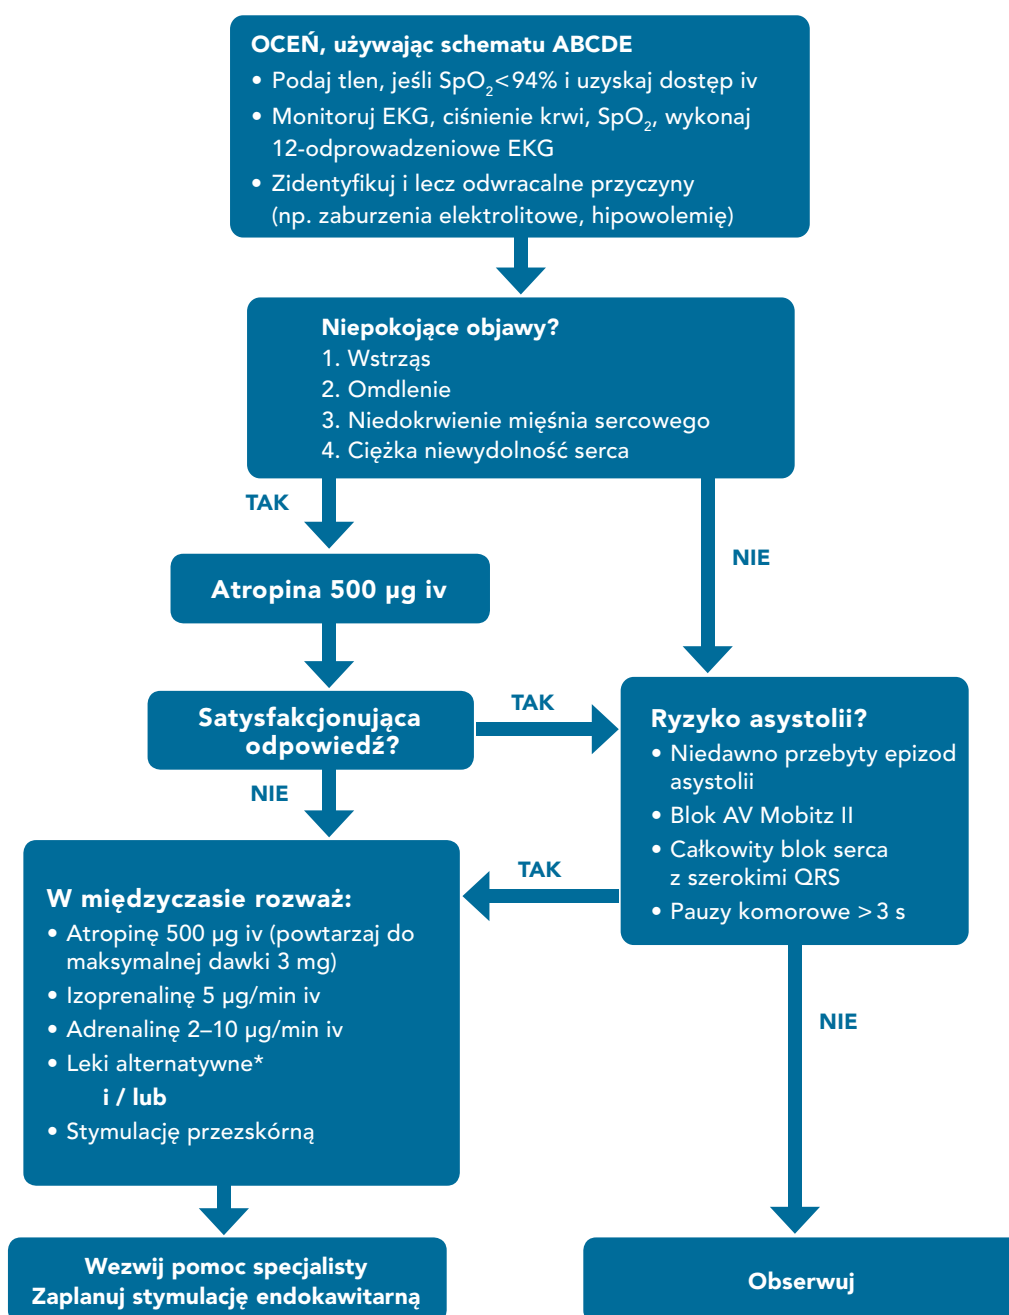 OCEŃ, używając schematu ABCDE
• Podaj tlen, jeśli SpO₂<94% i uzyskaj dostęp iv
• Monitoruj EKG, ciśnienie krwi, SpO₂, wykonaj
12-odprowadzeniowe EKG
• Zidentyfikuj i lecz odwracalne przyczyny
(np. zaburzenia elektrolitowe, hipowolemię)
Niepokojące objawy?
1. Wstrząs
2. Omdlenie
3. Niedokrwienie mięśnia sercowego
4. Ciężka niewydolność serca
TAK
NIE
Atropina 500 µg iv
Satysfakcjonująca
odpowiedź?
TAK
NIE
Ryzyko asystolii?
• Niedawno przebyty epizod
asystolii
• Blok AV Mobitz II
• Całkowity blok serca
z szerokimi QRS
• Pauzy komorowe > 3 s
TAK
NIE
W międzyczasie rozważ:
• Atropinę 500 µg iv (powtarzaj do
maksymalnej dawki 3 mg)
• Izoprenalinę 5 µg/min iv
• Adrenalinę 2–10 µg/min iv
• Leki alternatywne*
i / lub
• Stymulację przezskórną
Wezwij pomoc specjalisty
Zaplanuj stymulację endokawitarną
Obserwuj